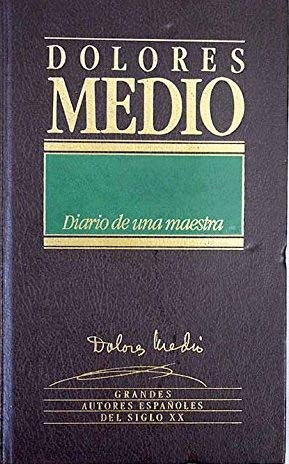 DOLORES
MEDIO
Diario de una maestra
Dolores Medio
GRANDES
AUTORES ESPAÑOLES
DEL SIGLO XX